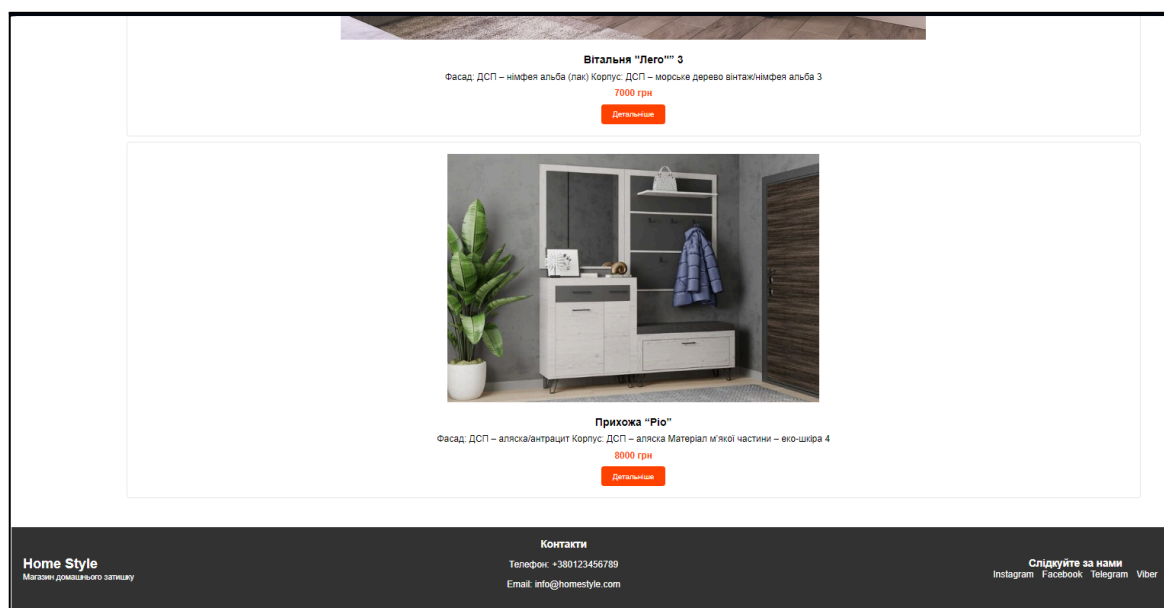 Вітальня "Лего"" 3
Фасад: ДСП – німфея альба (лак) Корпус: ДСП – морське дерево вінтаж/німфея альба 3
7000 грн
Детальніше
Прихожа “Ріо”
Фасад: ДСП – аляска/антрацит Корпус: ДСП – аляска Матеріал м'якої частини – еко-шкіра 4
8000 грн
Детальніше
Home Style
Магазин домашнього затишку
Контакти
Телефон: +380123456789
Email: info@homestyle.com
Слідкуйте за нами
Instagram Facebook Telegram Viber